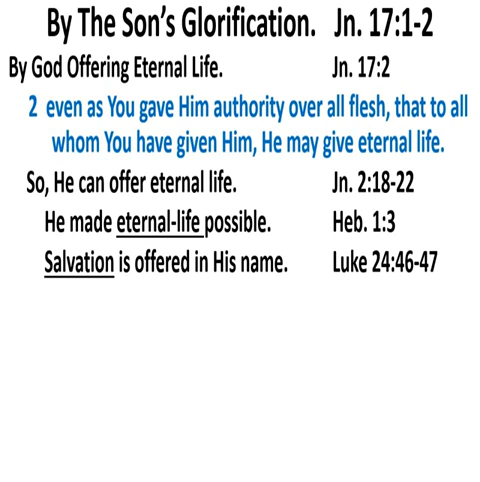 By The Son’s Glorification. Jn. 17:1-2
By God Offering Eternal Life. Jn. 17:2
2 even as You gave Him authority over all flesh, that to all
whom You have given Him, He may give eternal life.
So, He can offer eternal life. Jn. 2:18-22
He made eternal-life possible. Heb. 1:3
Salvation is offered in His name. Luke 24:46-47